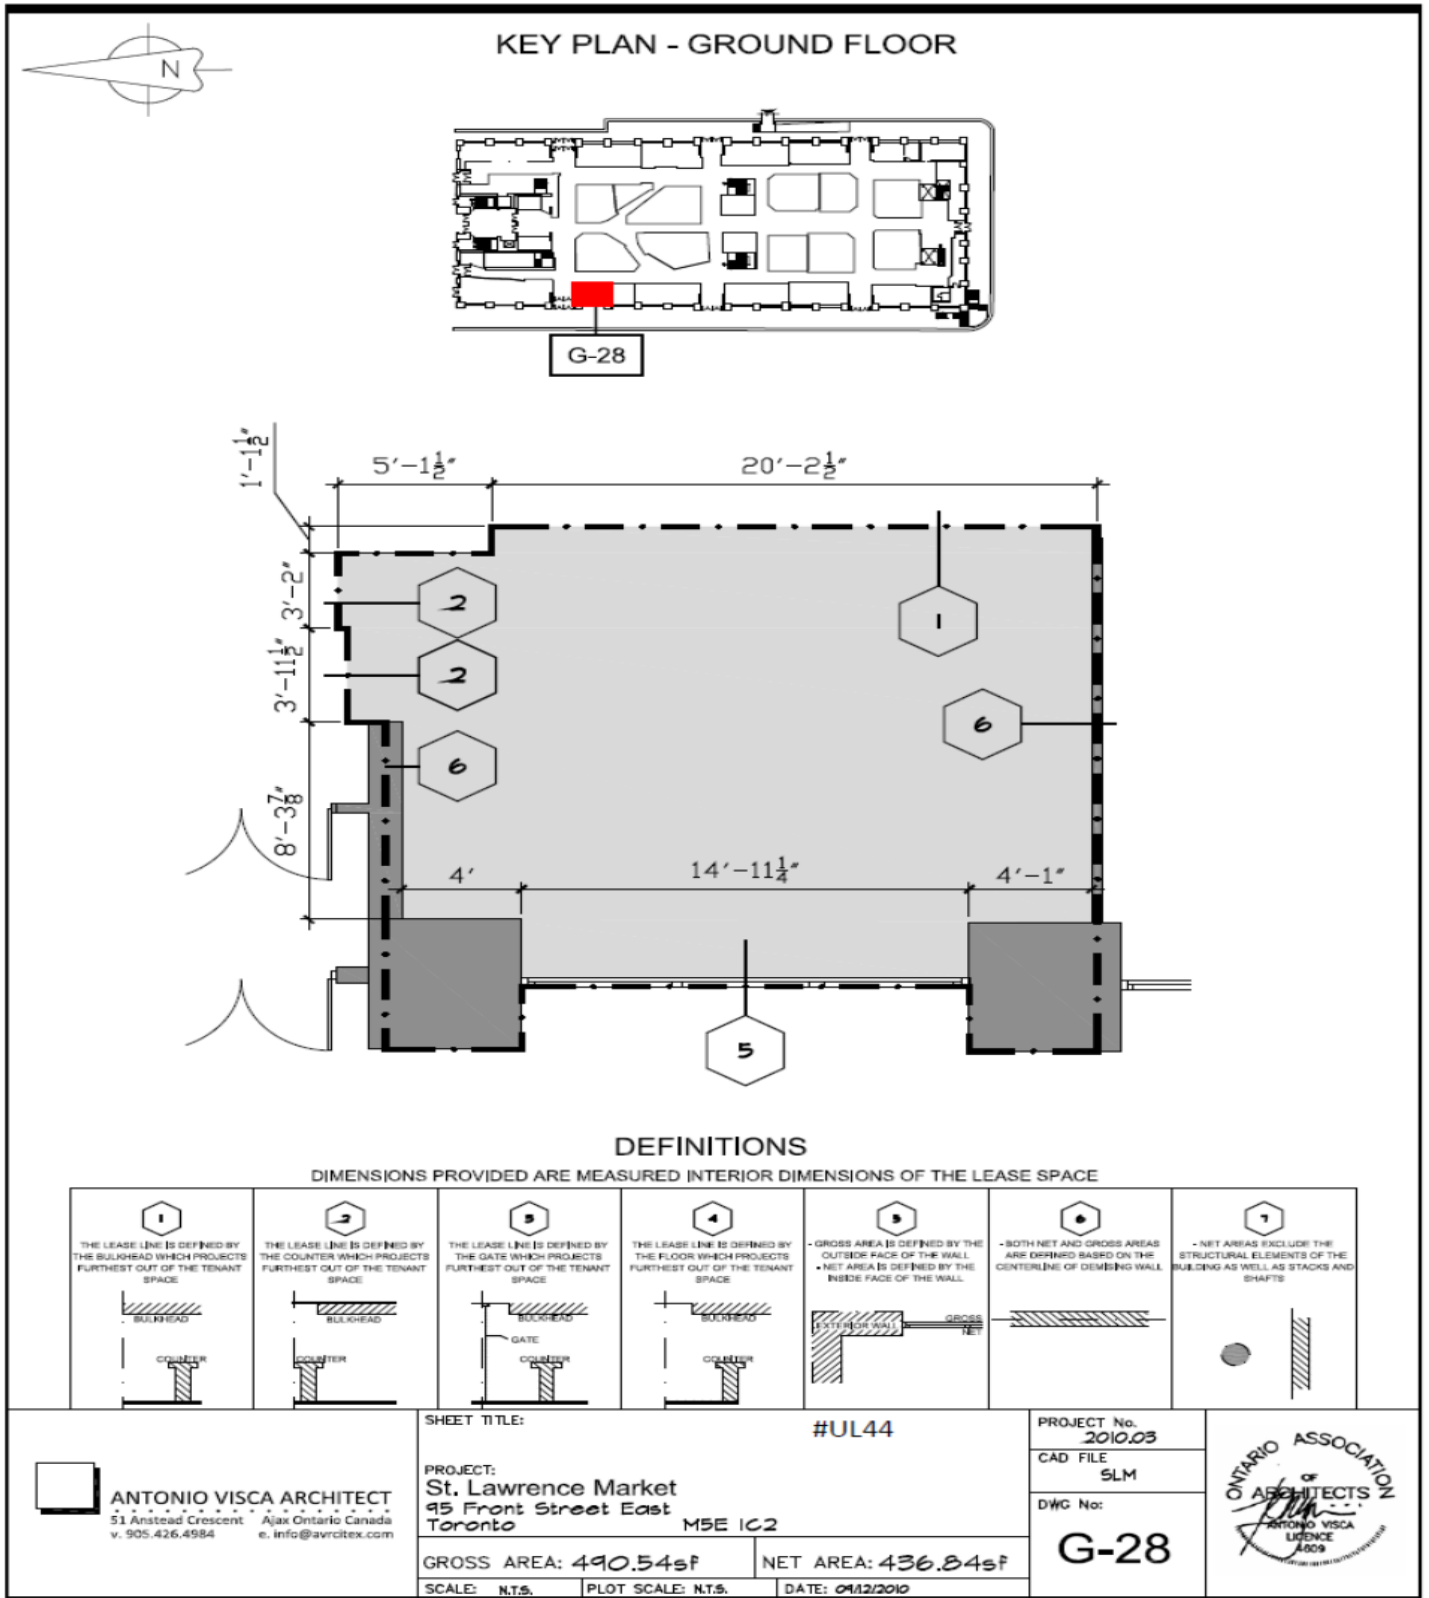 KEY PLAN - GROUND FLOOR
N
G-28
1'-1 1/2"
5'-1 1/2"
20'-2 1/2"
3'-2"
2
1
3'-11 1/2"
2
6
6
8'-3 7/8"
4'
14'-11 1/4"
4'-1"
5
DEFINITIONS
DIMENSIONS PROVIDED ARE MEASURED INTERIOR DIMENSIONS OF THE LEASE SPACE
1
THE LEASE LINE IS DEFINED BY
THE BULKHEAD WHICH PROJECTS
FURTHEST OUT OF THE TENANT
SPACE
BULKHEAD
COUNTER
2
THE LEASE LINE IS DEFINED BY
THE COUNTER WHICH PROJECTS
FURTHEST OUT OF THE TENANT
SPACE
BULKHEAD
COUNTER
3
THE LEASE LINE IS DEFINED BY
THE GATE WHICH PROJECTS
FURTHEST OUT OF THE TENANT
SPACE
BULKHEAD
GATE
COUNTER
4
THE LEASE LINE IS DEFINED BY
THE FLOOR WHICH PROJECTS
FURTHEST OUT OF THE TENANT
SPACE
BULKHEAD
COUNTER
5
- GROSS AREA IS DEFINED BY THE
OUTSIDE FACE OF THE WALL
- NET AREA IS DEFINED BY THE
INSIDE FACE OF THE WALL
EXTERIOR WALL
GROSS
NET
6
- BOTH NET AND GROSS AREAS
ARE DEFINED BASED ON THE
CENTERLINE OF DEMISING WALL
7
- NET AREAS EXCLUDE THE
STRUCTURAL ELEMENTS OF THE
BUILDING AS WELL AS STACKS AND
SHAFTS
ANTONIO VISCA ARCHITECT
51 Anstead Crescent Ajax Ontario Canada
v. 905.426.4984 e. info@avrcitex.com
SHEET TITLE:
#UL44
PROJECT:
St. Lawrence Market
95 Front Street East
Toronto M5E 1C2
GROSS AREA: 490.54sf NET AREA: 436.84sf
SCALE: N.T.S. PLOT SCALE: N.T.S. DATE: 09/12/2010
PROJECT No.
2010.03
CAD FILE
SLM
DWG No:
G-28
ONTARIO ASSOCIATION
OF
ARCHITECTS
ANTONIO VISCA
LICENCE
4609